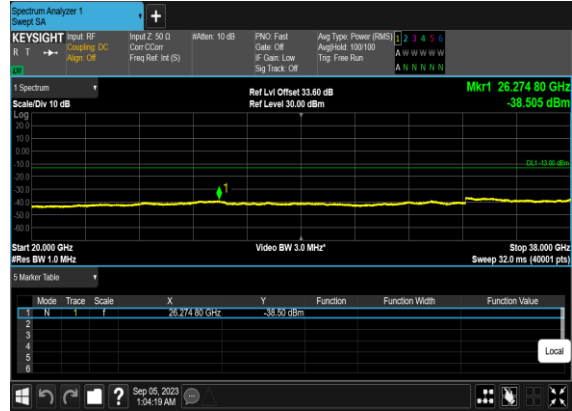 Spectrum Analyzer 1
Swept SA
KEYSIGHT Input: RF Input Z: 50 Ω #Atten: 10 dB PNO: Fast Avg Type: Power (RMS) 1 2 3 4 5 6
R T Coupling: DC Corr CCorr Gate: Off Avg|Hold: 100/100 A W W W W W
Align: Off Freq Ref: Int (S) IF Gain: Low Trig: Free Run
Sig Track: Off A N N N N N
1 Spectrum
Ref Lvl Offset 33.60 dB Mkr1 26.274 80 GHz
Scale/Div 10 dB Ref Level 30.00 dBm -38.505 dBm
Log
20.0
10.0
0.00
-10.0 DL1 -13.00 dBm
-20.0
-30.0 1
-40.0
-50.0
-60.0
Start 20.000 GHz Video BW 3.0 MHz* Stop 38.000 GHz
#Res BW 1.0 MHz Sweep 32.0 ms (40001 pts)
5 Marker Table
Mode Trace Scale X Y Function Function Width Function Value
1 N 1 f 26.274 80 GHz -38.50 dBm
2
3
4
5
6
Local
? Sep 05, 2023
1:04:19 AM